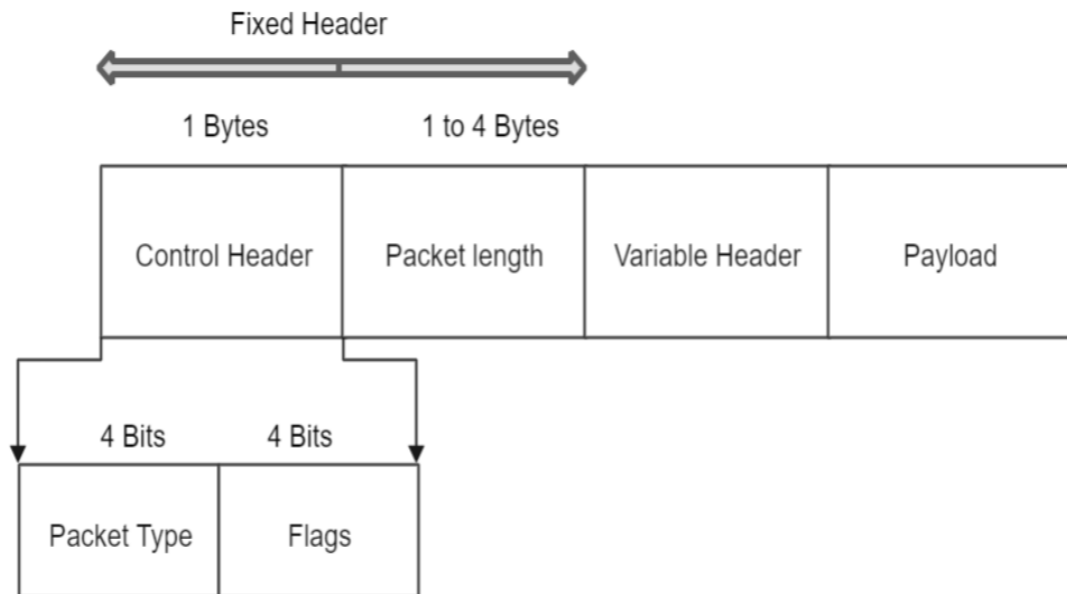 Fixed Header
1 Bytes
1 to 4 Bytes
Control Header
Packet length
Variable Header
Payload
4 Bits
4 Bits
Packet Type
Flags